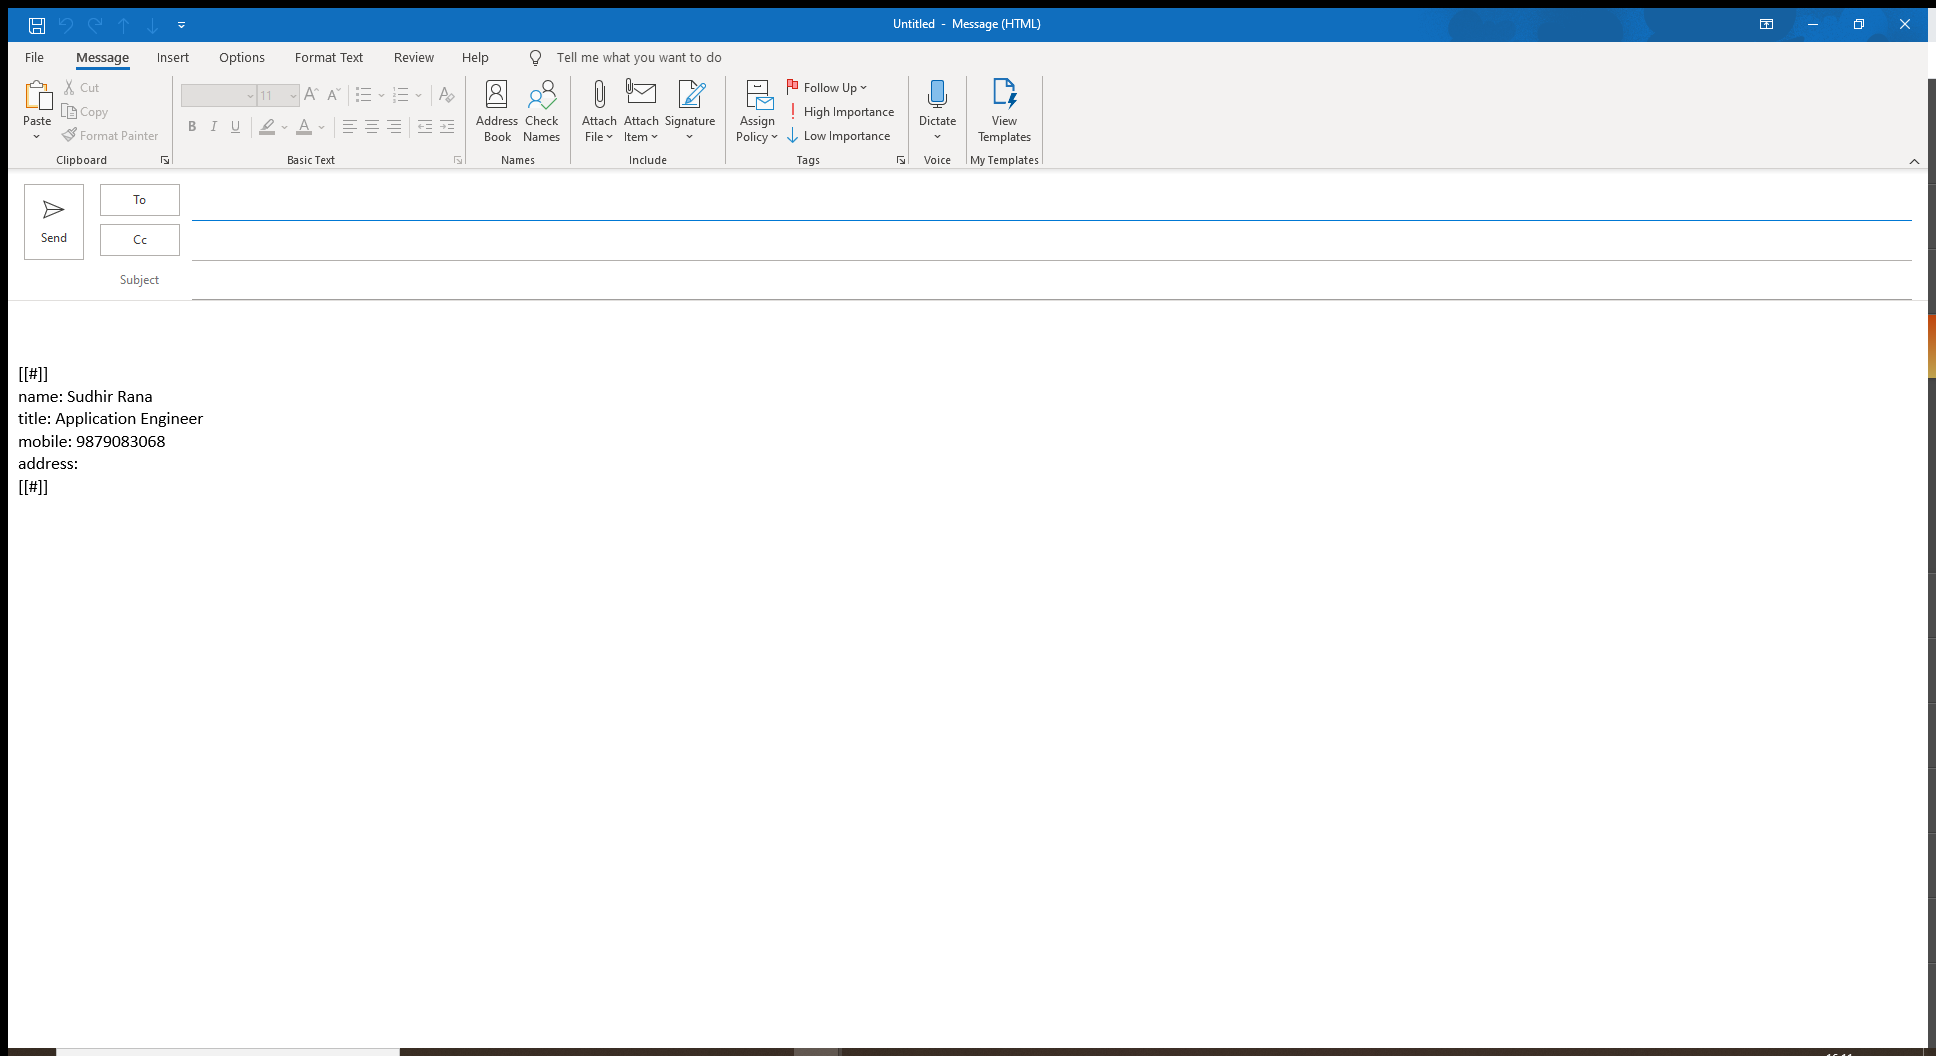 Untitled - Message (HTML)
File Message Insert Options Format Text Review Help Tell me what you want to do
Paste
Cut
Copy
Format Painter
Clipboard
11
B I U
Basic Text
Address Book
Check Names
Names
Attach File
Attach Item
Signature
Include
Assign Policy
Follow Up
High Importance
Low Importance
Tags
Dictate
Voice
View Templates
My Templates
Send
To
Cc
Subject
[[#]]
name: Sudhir Rana
title: Application Engineer
mobile: 9879083068
address:
[[#]]